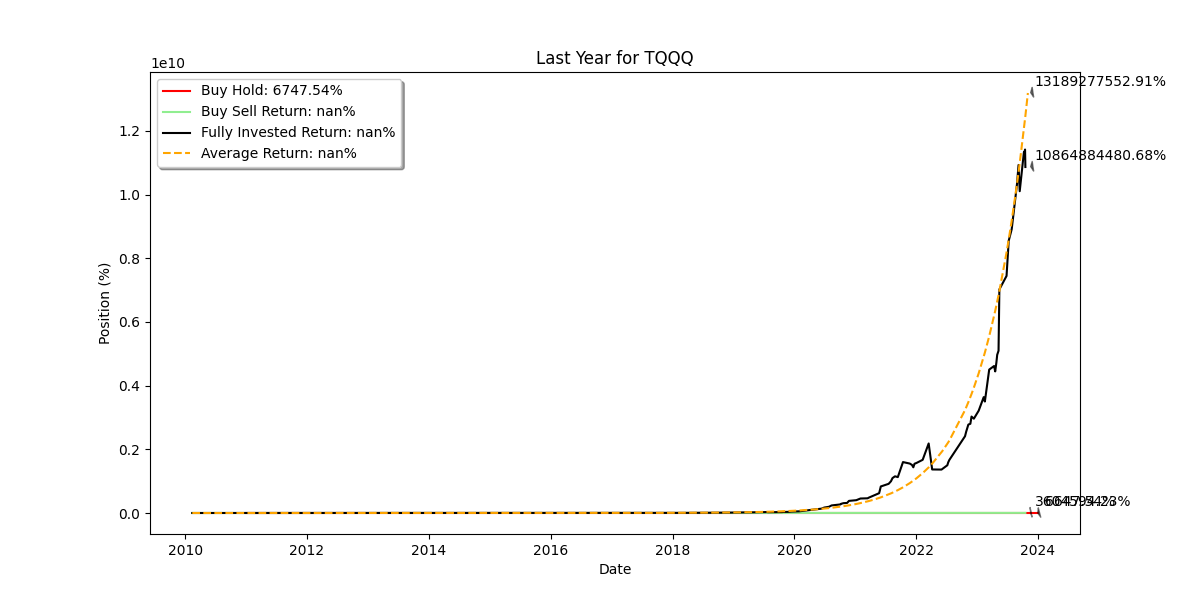 Last Year for TQQQ
1e10
Buy Hold: 6747.54%
Buy Sell Return: nan%
Fully Invested Return: nan%
Average Return: nan%
13189277552.91%
10864884480.68%
1.2
1.0
0.8
0.6
0.4
0.2
0.0
Position (%)
2010
2012
2014
2016
2018
2020
2022
2024
Date